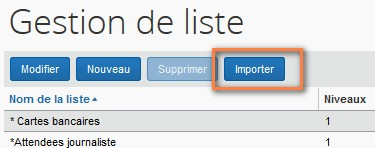 Gestion de liste
Modifier Nouveau Supprimer Importer
Nom de la liste Niveaux
* Cartes bancaires 1
*Attendees journaliste 1